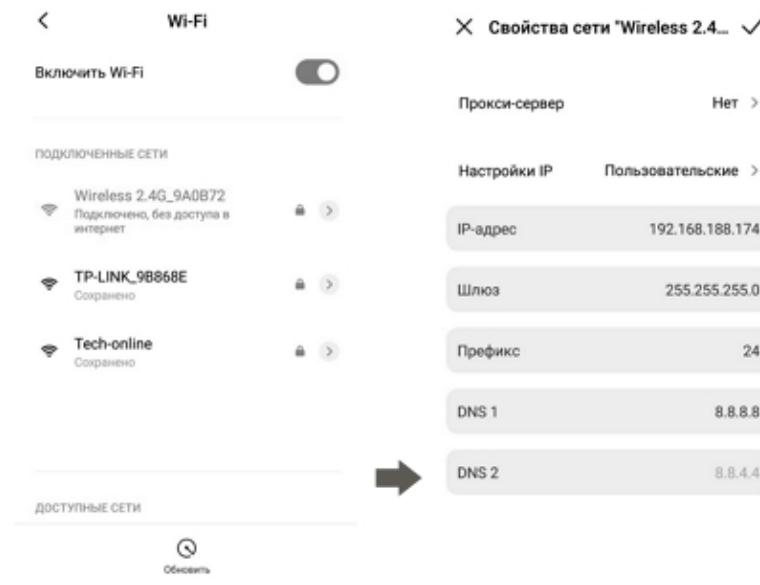 Wi-Fi
Включить Wi-Fi
ПОДКЛЮЧЕННЫЕ СЕТИ
Wireless 2.4G_9A0B72
Подключено, без доступа в
интернет
TP-LINK_9B868E
Сохранено
Tech-online
Сохранено
ДОСТУПНЫЕ СЕТИ
Обновить
Свойства сети "Wireless 2.4...
Прокси-сервер Нет
Настройки IP Пользовательские
IP-адрес 192.168.188.174
Шлюз 255.255.255.0
Префикс 24
DNS 1 8.8.8.8
DNS 2 8.8.4.4